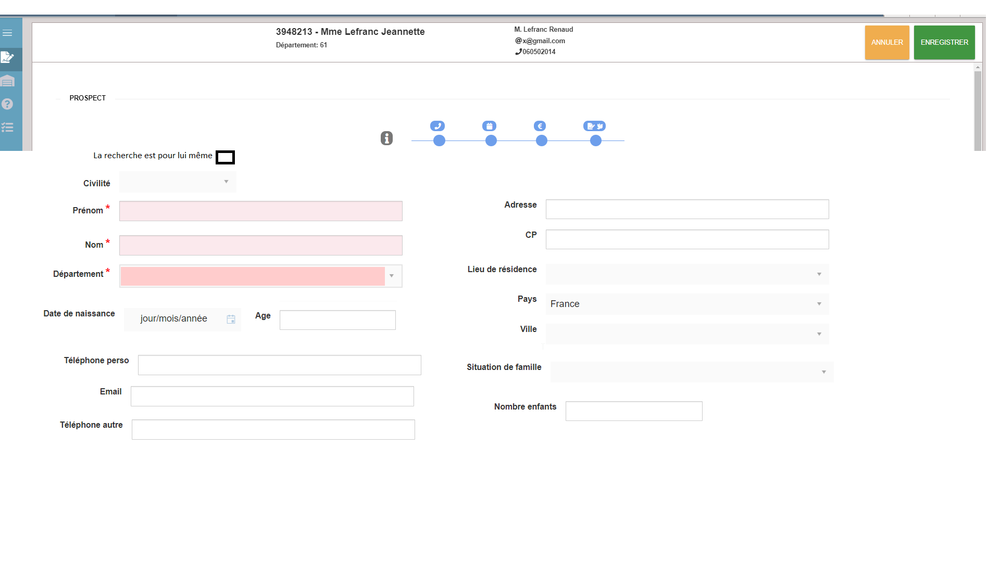 3948213 - Mme Lefranc Jeannette
Département: 61
M. Lefranc Renaud
@x@gmail.com
060502014
ANNULER
ENREGISTRER
PROSPECT
La recherche est pour lui même
Civilité
Prénom *
Nom *
Département *
Date de naissance
jour/mois/année
Age
Téléphone perso
Email
Téléphone autre
Adresse
CP
Lieu de résidence
Pays
France
Ville
Situation de famille
Nombre enfants